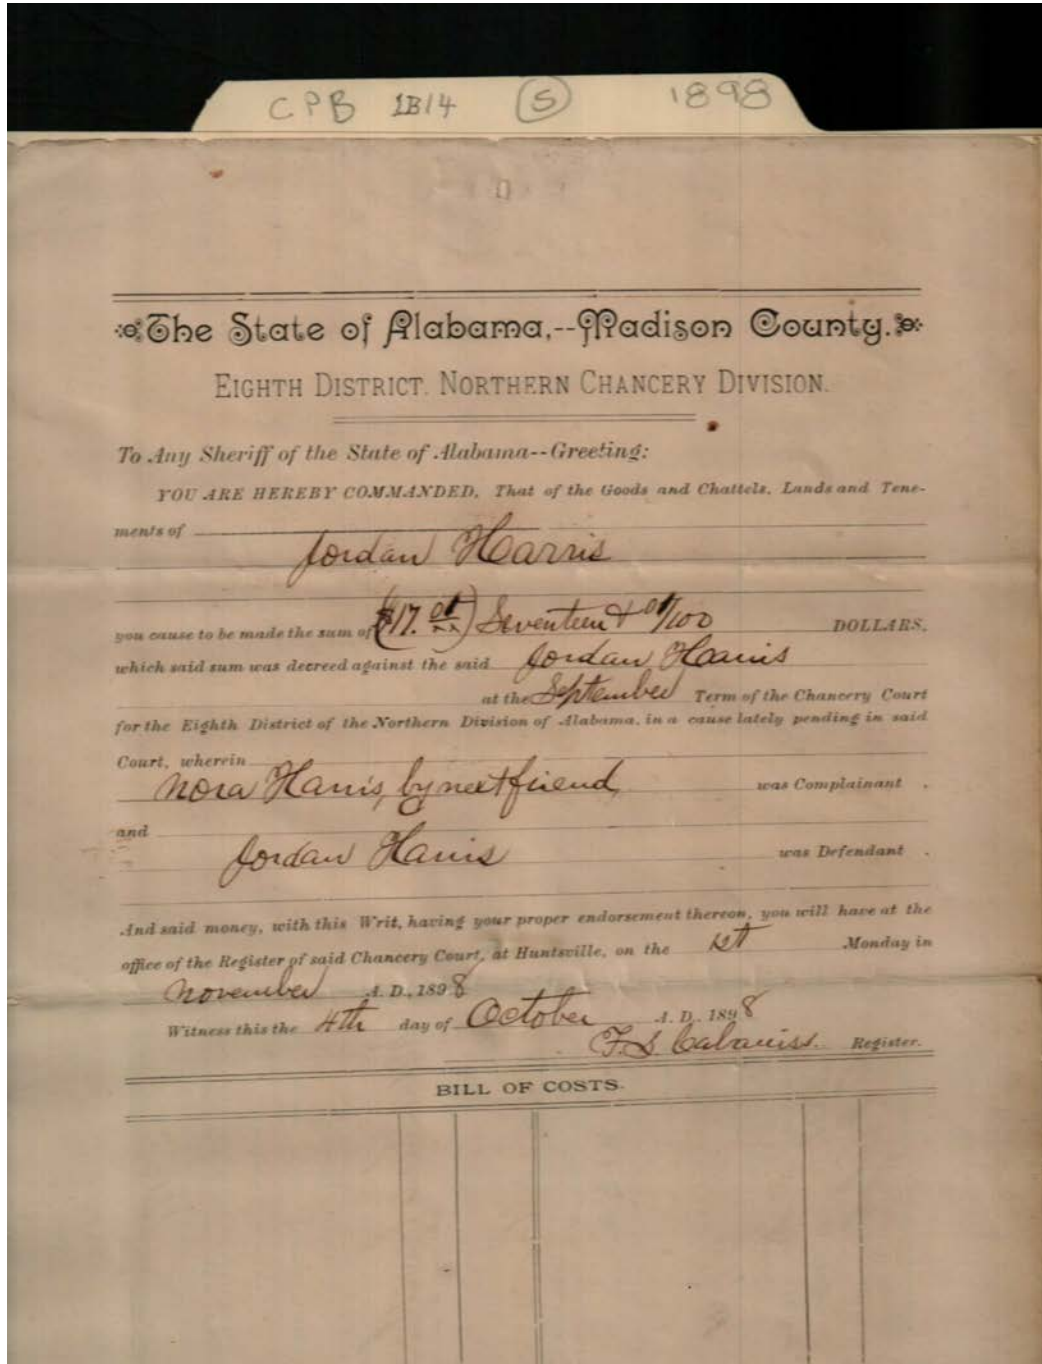 CPB 1B14 (5) 1898
The State of Alabama,--Madison County.
EIGHTH DISTRICT. NORTHERN CHANCERY DIVISION.
To Any Sheriff of the State of Alabama--Greeting:
YOU ARE HEREBY COMMANDED, That of the Goods and Chattels, Lands and Tene-
ments of
Jordan Harris
you cause to be made the sum of ($17. ) Seventeen & /100 DOLLARS,
which said sum was decreed against the said Jordan Harris
at the September Term of the Chancery Court
for the Eighth District of the Northern Division of Alabama, in a cause lately pending in said
Court, wherein
Nora Harris, by next friend, was Complainant .
and
Jordan Harris was Defendant .
And said money, with this Writ, having your proper endorsement thereon, you will have at the
office of the Register of said Chancery Court, at Huntsville, on the 1st Monday in
November A. D., 1898
Witness this the 4th day of October A. D. 1898
F.S. Cabaniss. Register.
BILL OF COSTS.